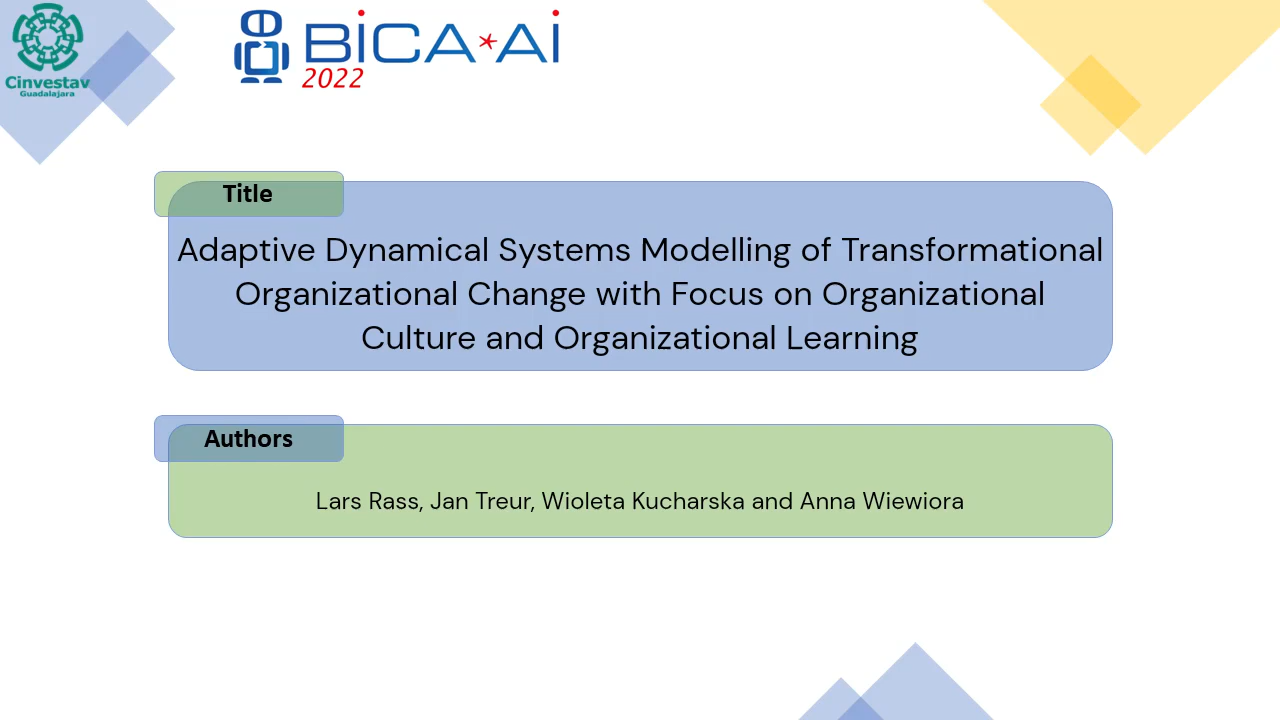 Cinvestav
Guadalajara
BiCA*Ai
2022
Title
Adaptive Dynamical Systems Modelling of Transformational
Organizational Change with Focus on Organizational
Culture and Organizational Learning
Authors
Lars Rass, Jan Treur, Wioleta Kucharska and Anna Wiewiora